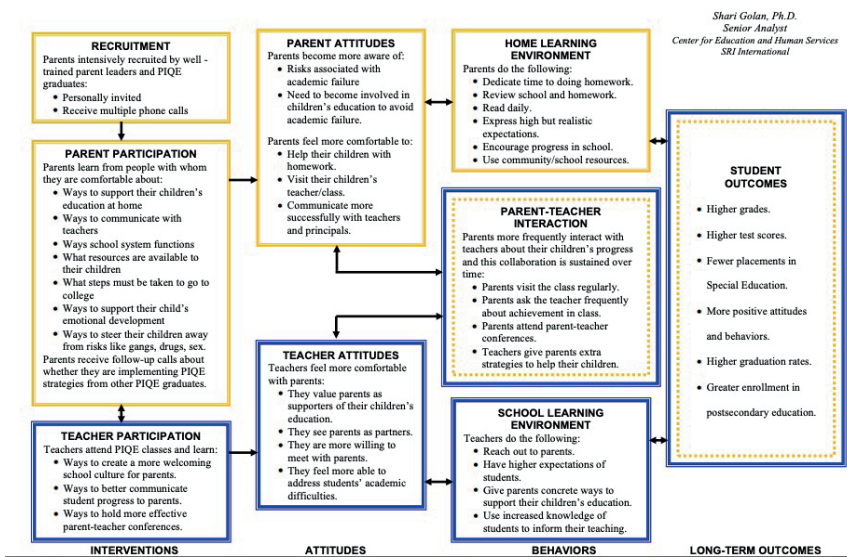 Shari Golan, Ph.D.
Senior Analyst
Center for Education and Human Services
SRI International
RECRUITMENT
Parents intensively recruited by well -
trained parent leaders and PIQE
graduates:
• Personally invited
• Receive multiple phone calls
PARENT PARTICIPATION
Parents learn from people with whom
they are comfortable about:
• Ways to support their children's
education at home
• Ways to communicate with
teachers
• Ways school system functions
• What resources are available to
their children
• What steps must be taken to go to
college
• Ways to support their child's
emotional development
• Ways to steer their children away
from risks like gangs, drugs, sex.
Parents receive follow-up calls about
whether they are implementing PIQE
strategies from other PIQE graduates.
TEACHER PARTICIPATION
Teachers attend PIQE classes and learn:
• Ways to create a more welcoming
school culture for parents.
• Ways to better communicate
student progress to parents.
• Ways to hold more effective
parent-teacher conferences.
INTERVENTIONS
PARENT ATTITUDES
Parents become more aware of:
• Risks associated with
academic failure
• Need to become involved in
children's education to avoid
academic failure.
Parents feel more comfortable to:
• Help their children with
homework.
• Visit their children's
teacher/class.
• Communicate more
successfully with teachers
and principals.
TEACHER ATTITUDES
Teachers feel more comfortable
with parents:
• They value parents as
supporters of their children's
education.
• They see parents as partners.
• They are more willing to
meet with parents.
• They feel more able to
address students' academic
difficulties.
ATTITUDES
HOME LEARNING
ENVIRONMENT
Parents do the following:
• Dedicate time to doing homework.
• Review school and homework.
• Read daily.
• Express high but realistic
expectations.
• Encourage progress in school.
• Use community/school resources.
PARENT-TEACHER
INTERACTION
Parents more frequently interact with
teachers about their children's progress
and this collaboration is sustained over
time:
• Parents visit the class regularly.
• Parents ask the teacher frequently
about achievement in class.
• Parents attend parent-teacher
conferences.
• Teachers give parents extra
strategies to help their children.
SCHOOL LEARNING
ENVIRONMENT
Teachers do the following:
• Reach out to parents.
• Have higher expectations of
students.
• Give parents concrete ways to
support their children's education.
• Use increased knowledge of
students to inform their teaching.
BEHAVIORS
STUDENT
OUTCOMES
• Higher grades.
• Higher test scores.
• Fewer placements in
Special Education.
• More positive attitudes
and behaviors.
• Higher graduation rates.
• Greater enrollment in
postsecondary education.
LONG-TERM OUTCOMES